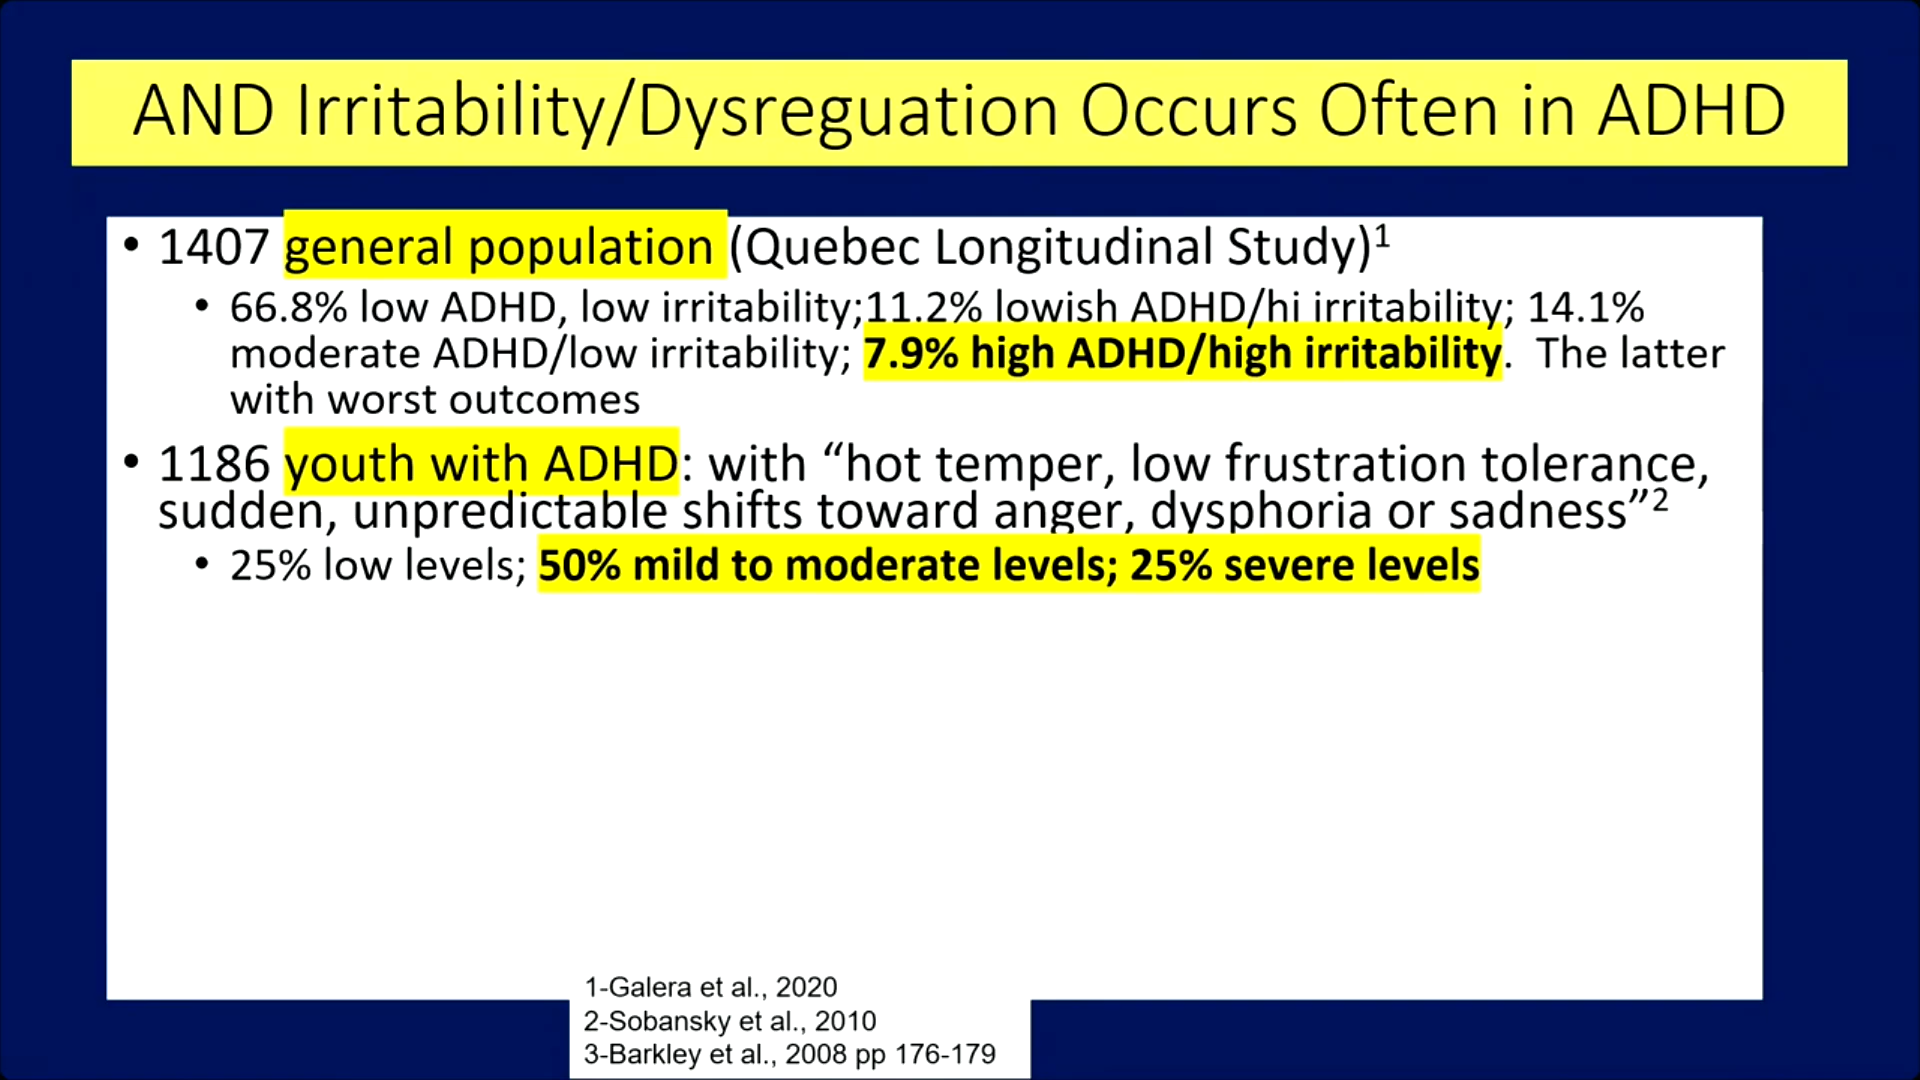 AND Irritability/Dysreguation Occurs Often in ADHD
• 1407 general population (Quebec Longitudinal Study)1
• 66.8% low ADHD, low irritability;11.2% lowish ADHD/hi irritability; 14.1%
moderate ADHD/low irritability; 7.9% high ADHD/high irritability. The latter
with worst outcomes
• 1186 youth with ADHD: with “hot temper, low frustration tolerance,
sudden, unpredictable shifts toward anger, dysphoria or sadness”2
• 25% low levels; 50% mild to moderate levels; 25% severe levels
1-Galera et al., 2020
2-Sobansky et al., 2010
3-Barkley et al., 2008 pp 176-179